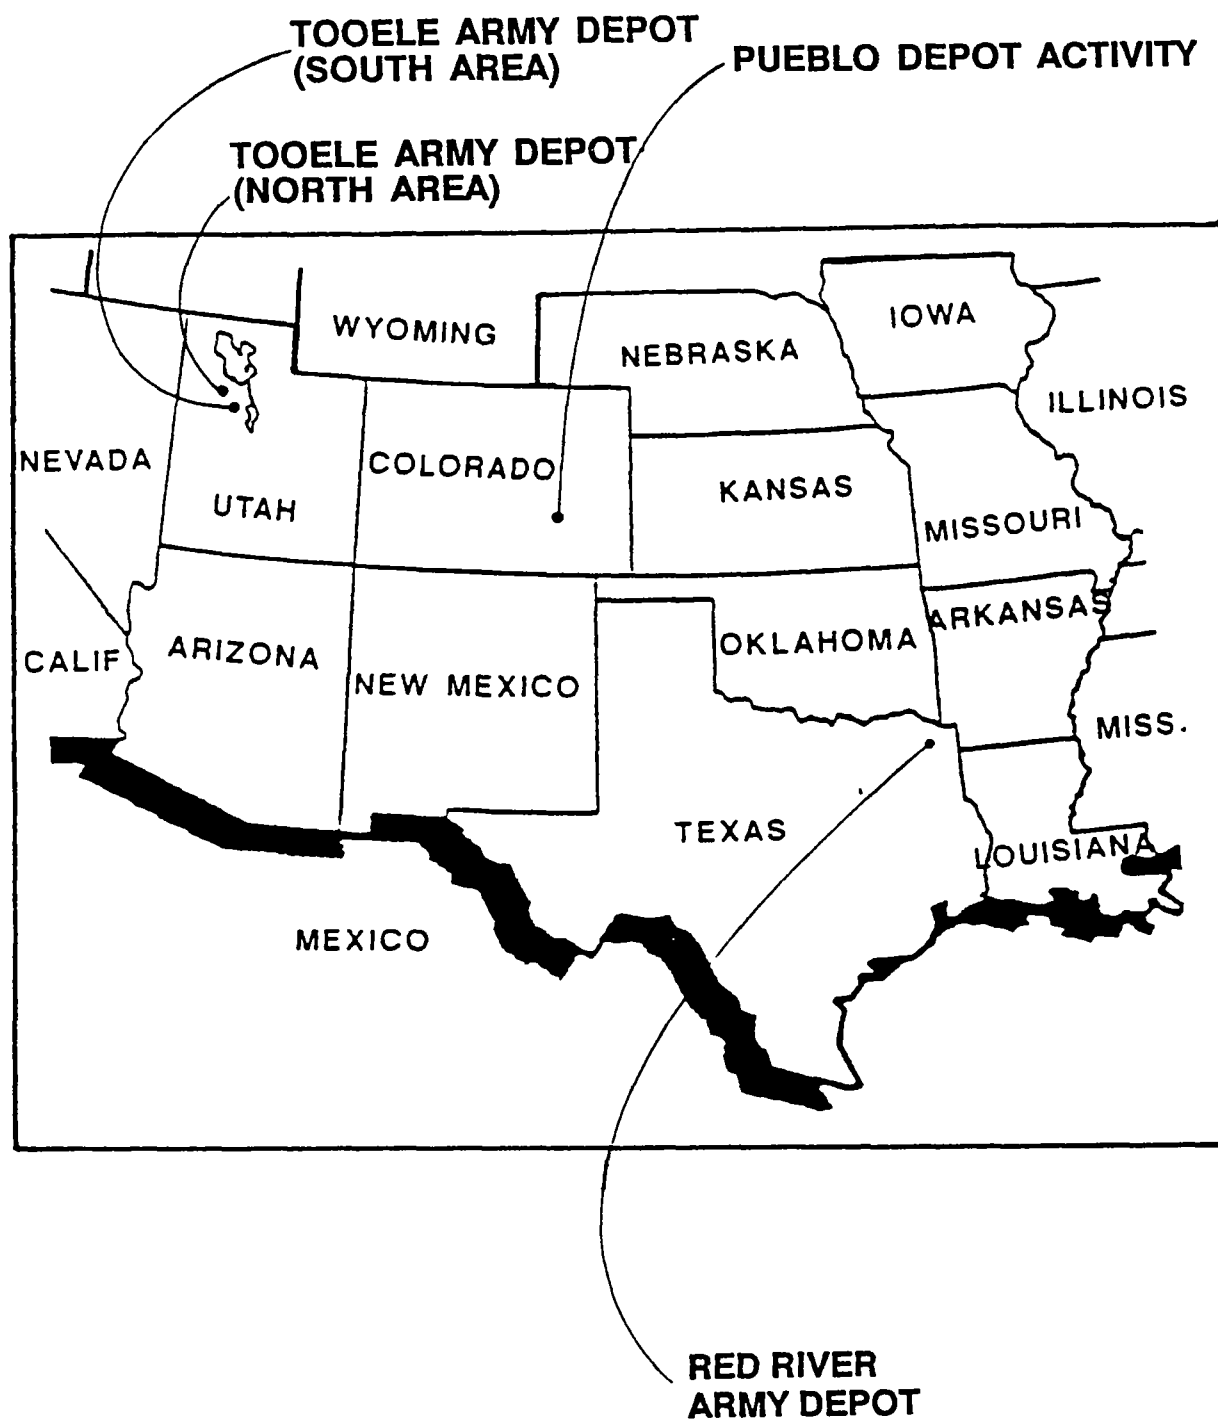 TOOELE ARMY DEPOT
(SOUTH AREA)
PUEBLO DEPOT ACTIVITY
TOOELE ARMY DEPOT
(NORTH AREA)
WYOMING
IOWA
NEBRASKA
ILLINOIS
NEVADA
COLORADO
KANSAS
UTAH
MISSOURI
ARKANSAS
OKLAHOMA
ARIZONA
CALIF
NEW MEXICO
MISS.
TEXAS
LOUISIANA
MEXICO
RED RIVER
ARMY DEPOT